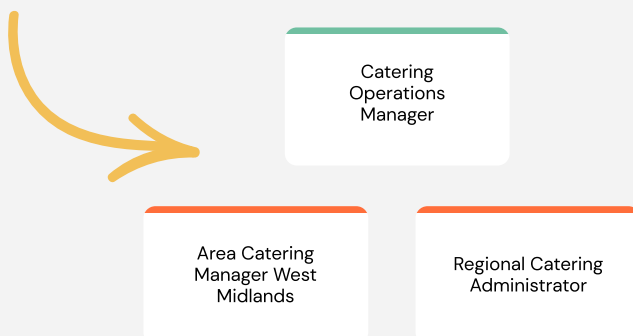 Catering
Operations
Manager
Area Catering
Manager West
Midlands
Regional Catering
Administrator